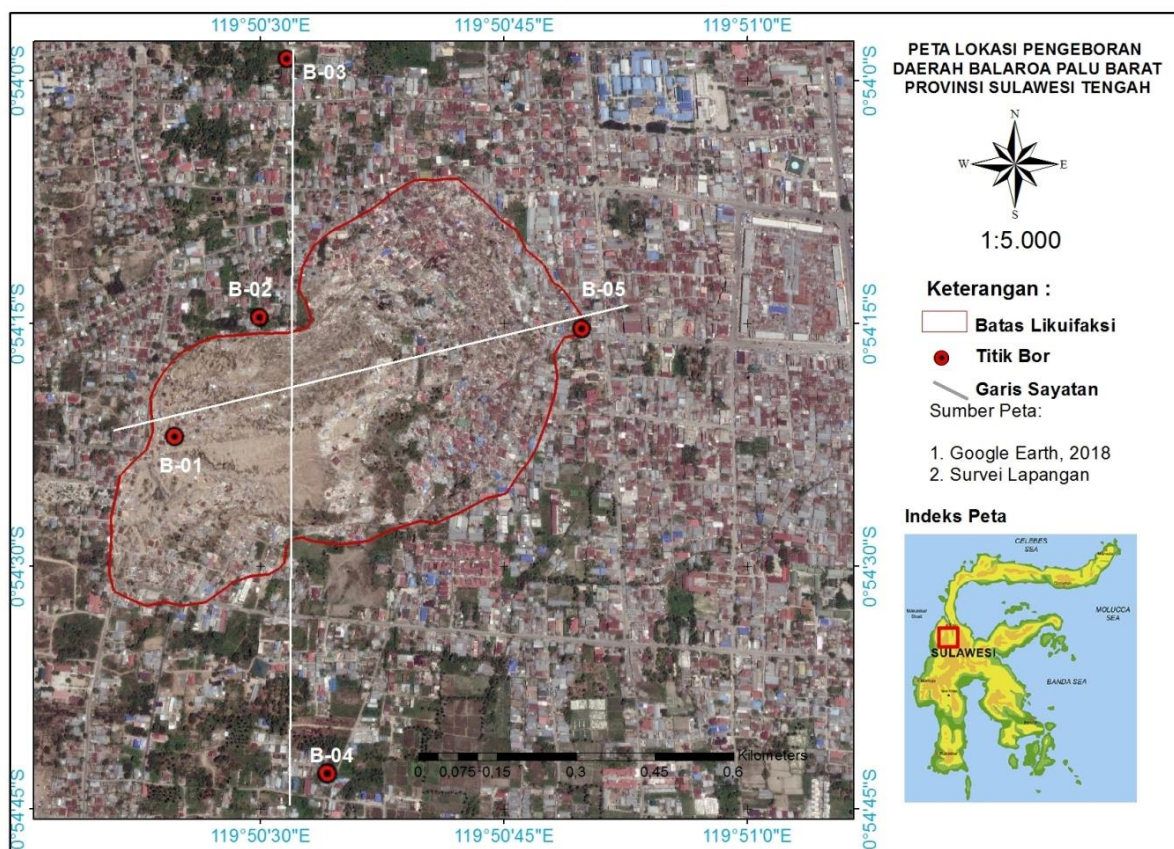 119°50'30"E
119°50'45"E
119°51'0"E
0°54'0"S
0°54'15"S
0°54'30"S
0°54'45"S
B-03
B-02
B-05
B-01
B-04
Kilometers
0 0,075 0,15 0,3 0,45 0,6
0°54'0"S
0°54'15"S
0°54'30"S
0°54'45"S
119°50'30"E
119°50'45"E
119°51'0"E
PETA LOKASI PENGEBORAN
DAERAH BALAROA PALU BARAT
PROVINSI SULAWESI TENGAH
N
W E
S
1:5.000
Keterangan :
Batas Likuifaksi
Titik Bor
Garis Sayatan
Sumber Peta:
1. Google Earth, 2018
2. Survei Lapangan
Indeks Peta
CELEBES
SEA
MOLUCCA
SEA
SULAWESI
BANDA SEA